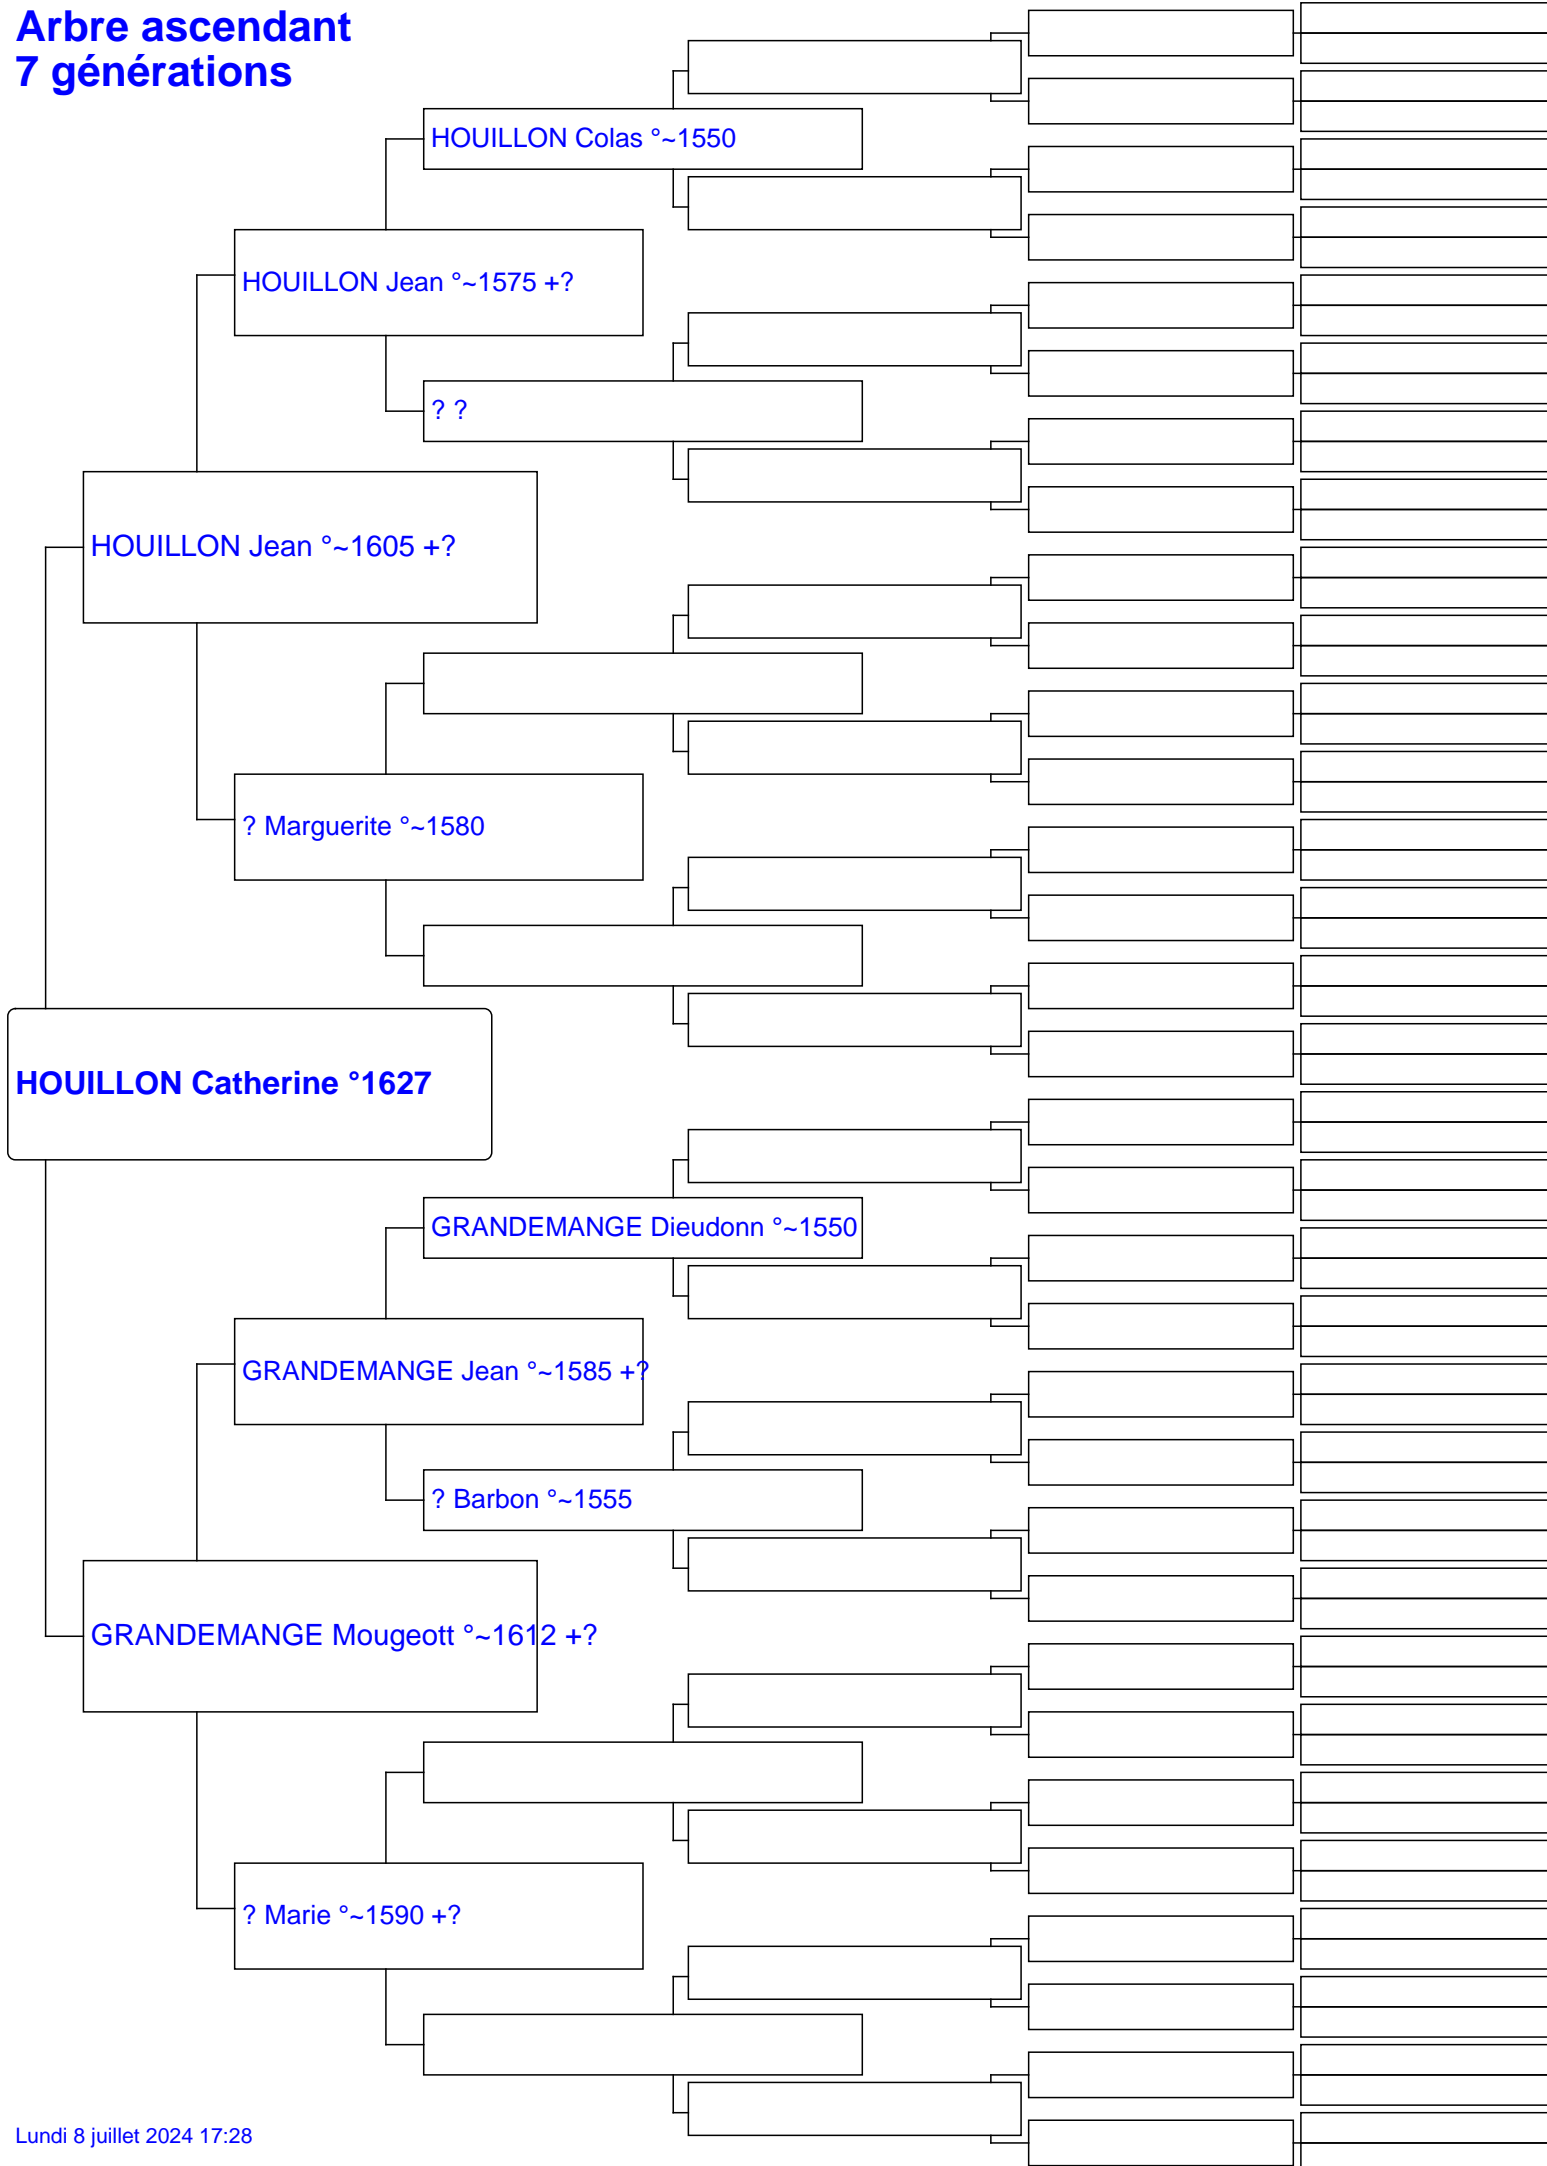 Arbre ascendant
7 générations
HOUILLON Colas °~1550
HOUILLON Jean °~1575 +?
? ?
HOUILLON Jean °~1605 +?
? Marguerite °~1580
HOUILLON Catherine °1627
GRANDEMANGE Dieudonn °~1550
GRANDEMANGE Jean °~1585 +?
? Barbon °~1555
GRANDEMANGE Mougeott °~1612 +?
? Marie °~1590 +?
Lundi 8 juillet 2024 17:28